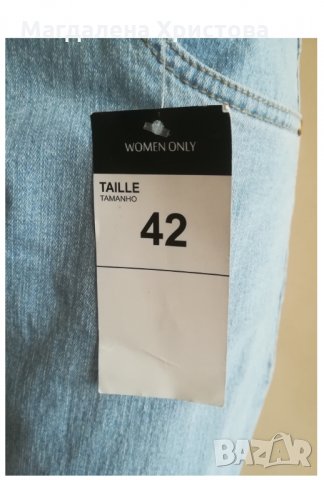 Магдалена Христова
WOMEN ONLY
TAILLE
TAMANHO
42
BAZAR